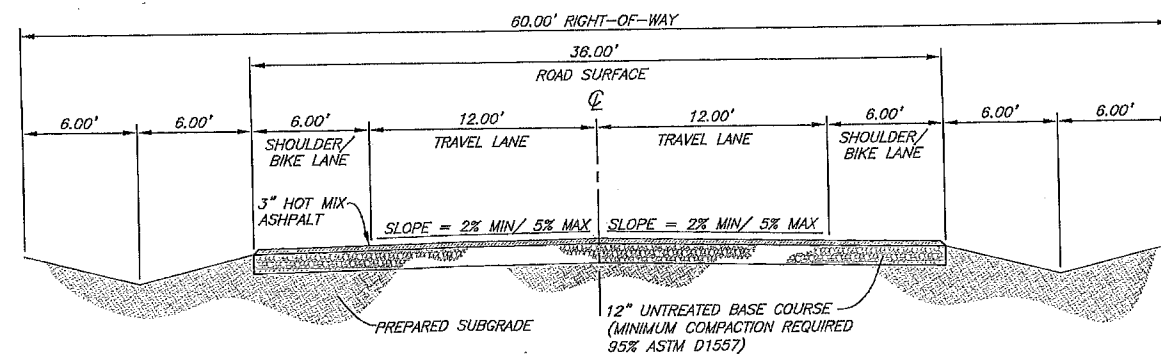 60.00' RIGHT-OF-WAY
36.00'
ROAD SURFACE
℄
6.00' 6.00' 6.00' 12.00' 12.00' 6.00' 6.00' 6.00'
SHOULDER/
BIKE LANE
TRAVEL LANE
TRAVEL LANE
SHOULDER/
BIKE LANE
3" HOT MIX
ASHPALT
SLOPE = 2% MIN/ 5% MAX
SLOPE = 2% MIN/ 5% MAX
PREPARED SUBGRADE
12" UNTREATED BASE COURSE
(MINIMUM COMPACTION REQUIRED
95% ASTM D1557)